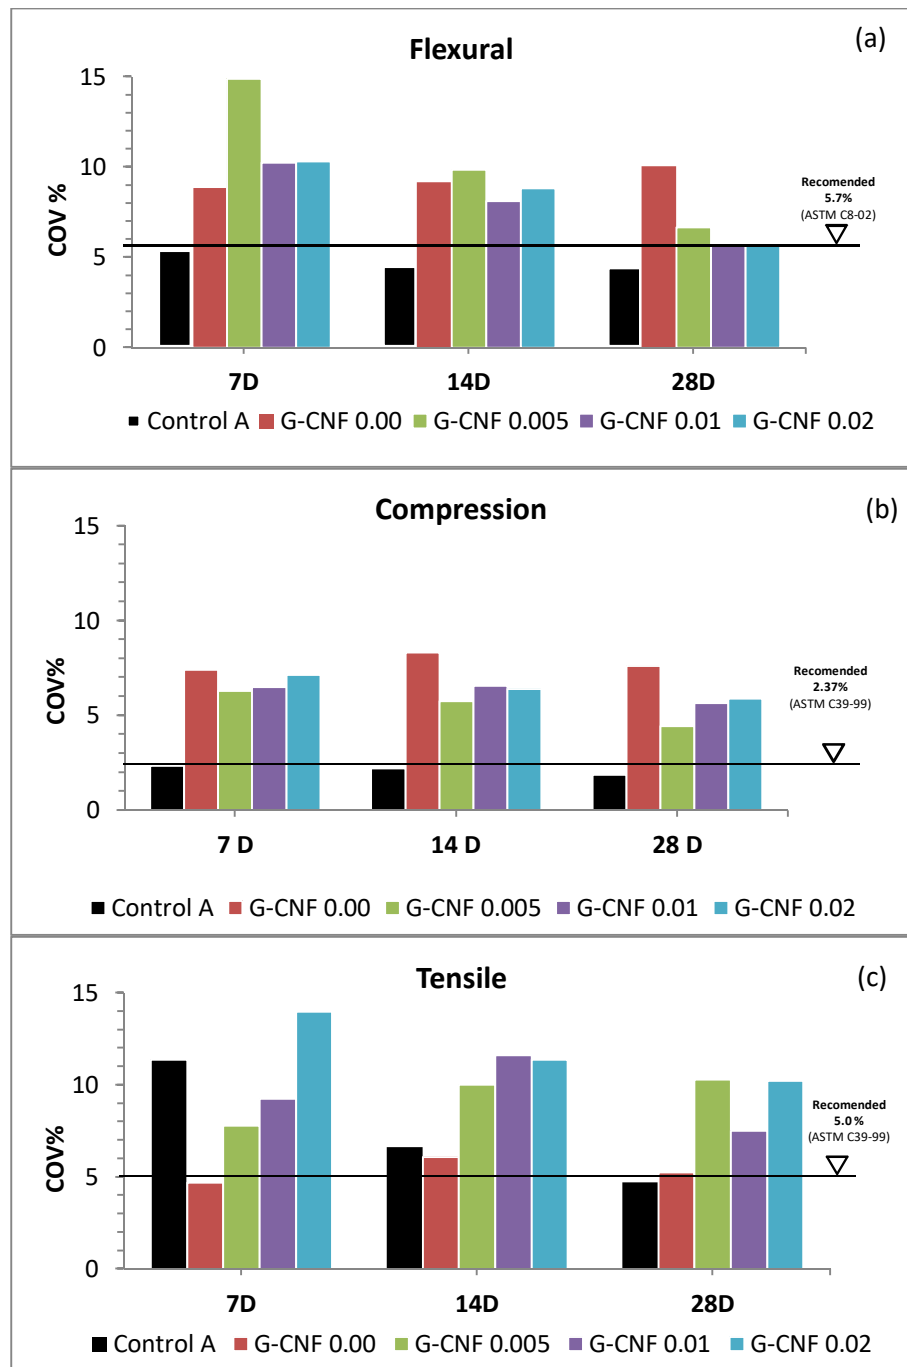 Flexural
(a)
15
10
5
0
COV %
Recomended
5.7%
(ASTM C8-02)
7D 14D 28D
Control A G-CNF 0.00 G-CNF 0.005 G-CNF 0.01 G-CNF 0.02
Compression
(b)
15
10
5
0
COV%
Recomended
2.37%
(ASTM C39-99)
7 D 14 D 28 D
Control A G-CNF 0.00 G-CNF 0.005 G-CNF 0.01 G-CNF 0.02
Tensile
(c)
15
10
5
0
COV%
Recomended
5.0 %
(ASTM C39-99)
7D 14D 28D
Control A G-CNF 0.00 G-CNF 0.005 G-CNF 0.01 G-CNF 0.02